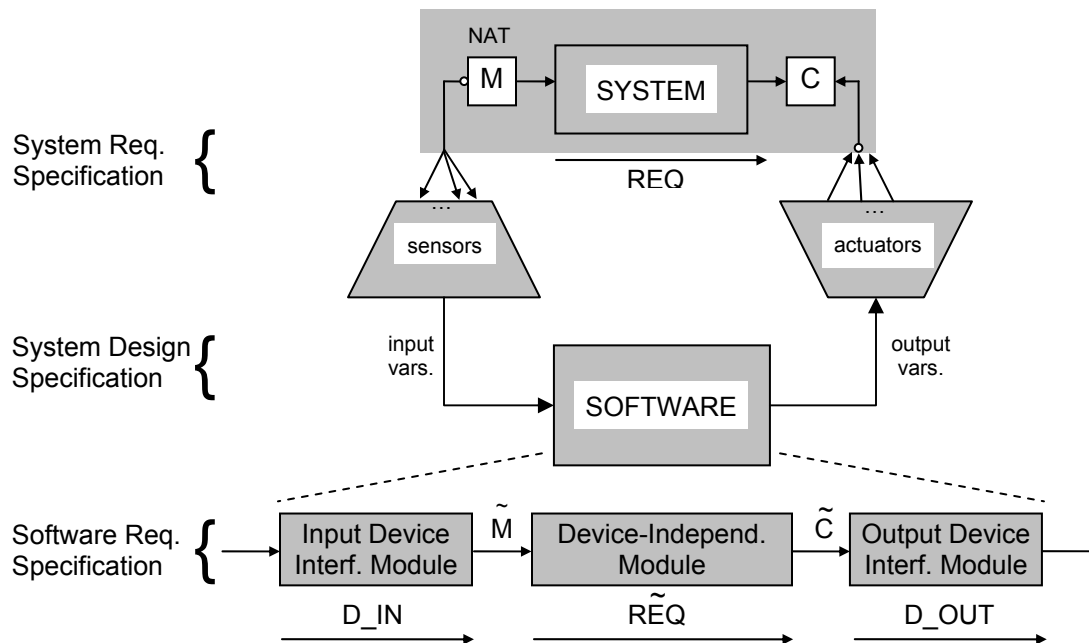 NAT
M
SYSTEM
C
System Req.
Specification
{
REQ
...
sensors
...
actuators
System Design
Specification
{
input
vars.
output
vars.
SOFTWARE
Software Req.
Specification
{
Input Device
Interf. Module
M̃
Device-Independ.
Module
C̃
Output Device
Interf. Module
D_IN
RẼQ
D_OUT